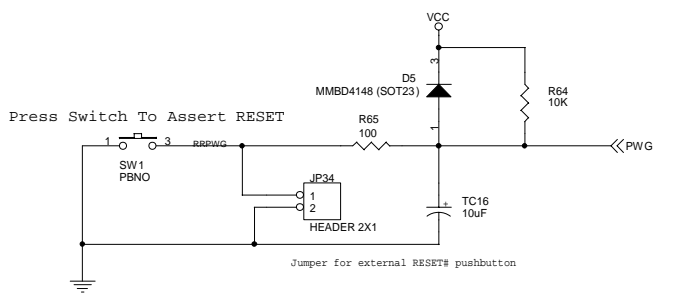 VCC
3
D5
MMBD4148 (SOT23)
R64
10K
Press Switch To Assert RESET
1
R65
100
1
3
RRPWG
PWG
SW1
PBNO
JP34
1
2
TC16
10uF
+
HEADER 2X1
Jumper for external RESET# pushbutton